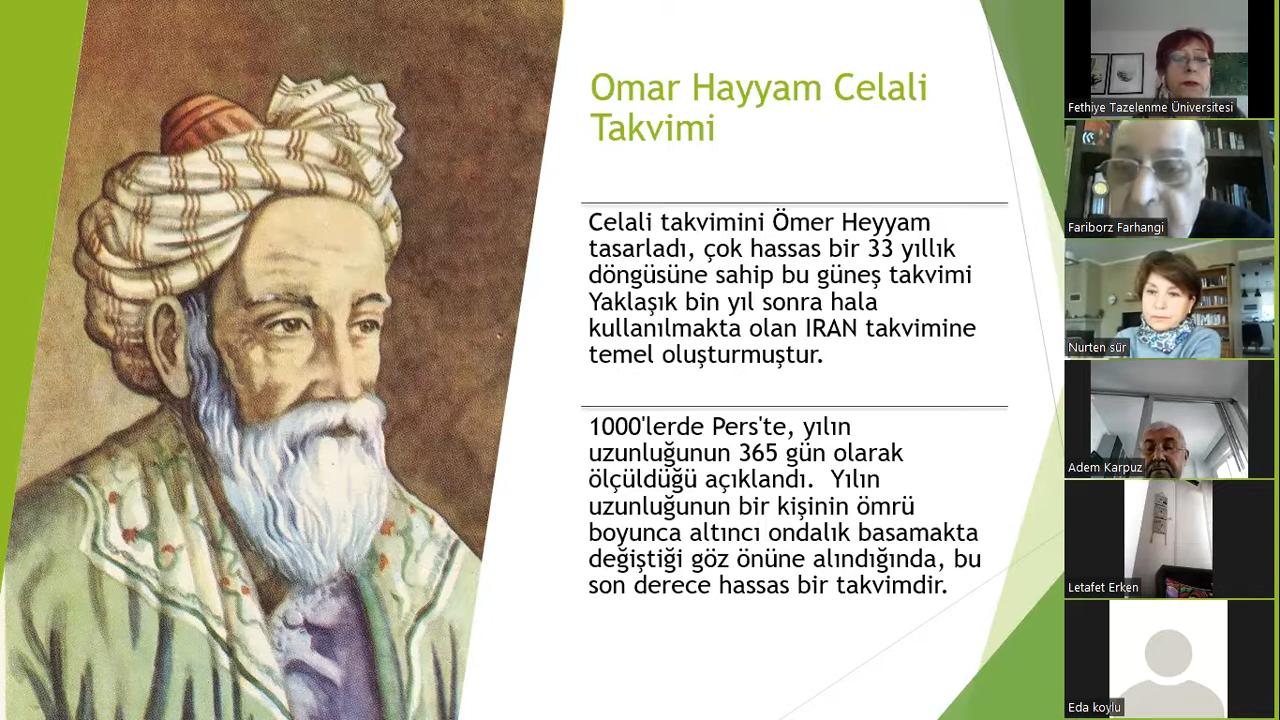 Omar Hayyam Celali
Takvimi
Celali takvimini Ömer Heyyam
tasarladı, çok hassas bir 33 yıllık
döngüsüne sahip bu güneş takvimi
Yaklaşık bin yıl sonra hala
kullanılmakta olan IRAN takvimine
temel oluşturmuştur.
1000'lerde Pers'te, yılın
uzunluğunun 365 gün olarak
ölçüldüğü açıklandı.  Yılın
uzunluğunun bir kişinin ömrü
boyunca altıncı ondalık basamakta
değiştiği göz önüne alındığında, bu
son derece hassas bir takvimdir.
Fethiye Tazelenme Üniversitesi
Fariborz Farhangi
Nurten sür
Adem Karpuz
Letafet Erken
Eda koylu